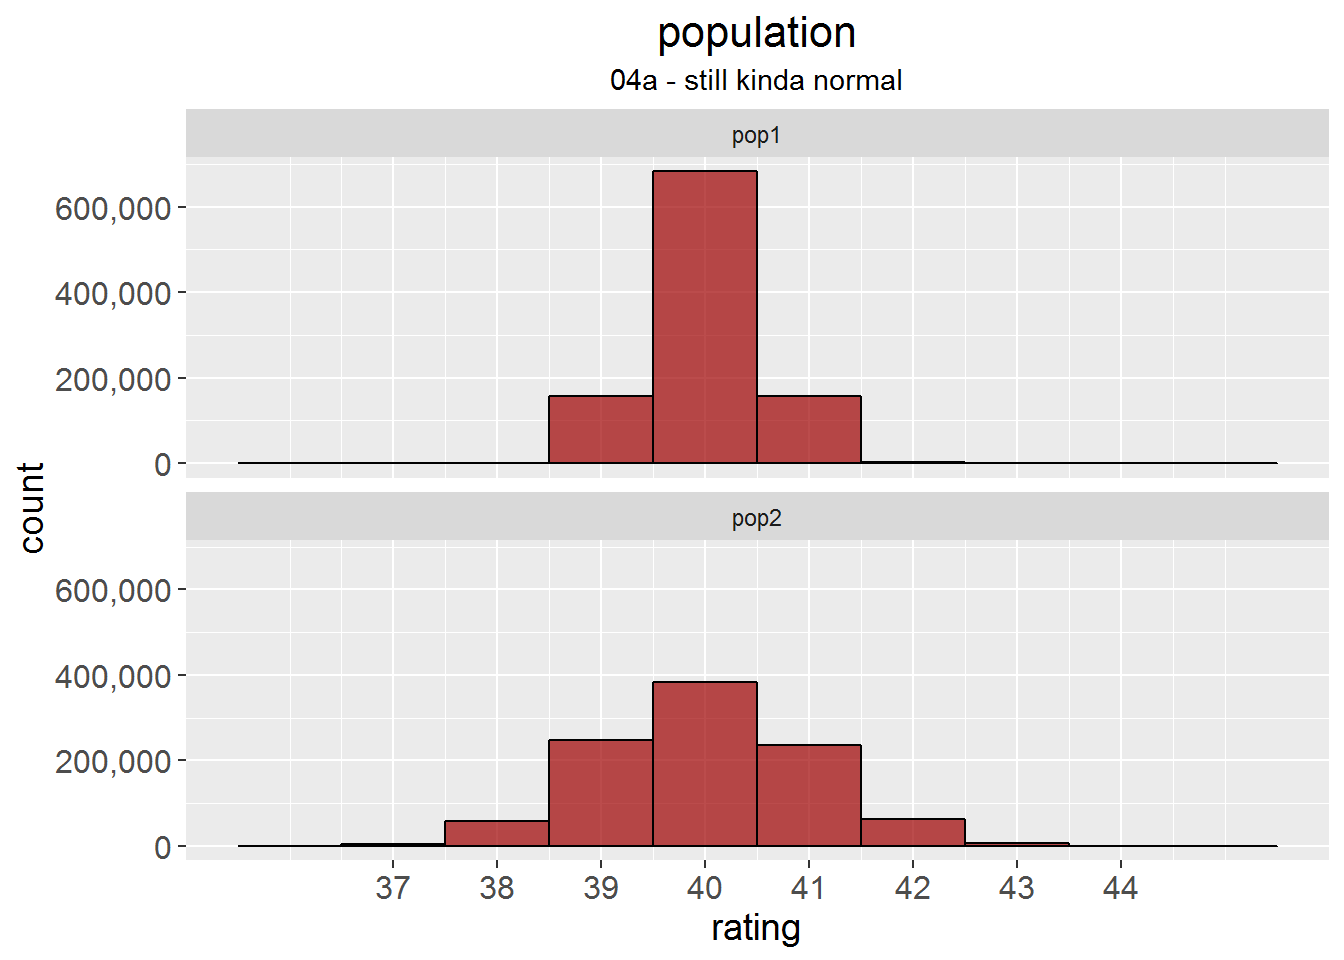 population
04a - still kinda normal
pop1
600,000
400,000
200,000
0
pop2
600,000
400,000
200,000
0
count
37 38 39 40 41 42 43 44
rating